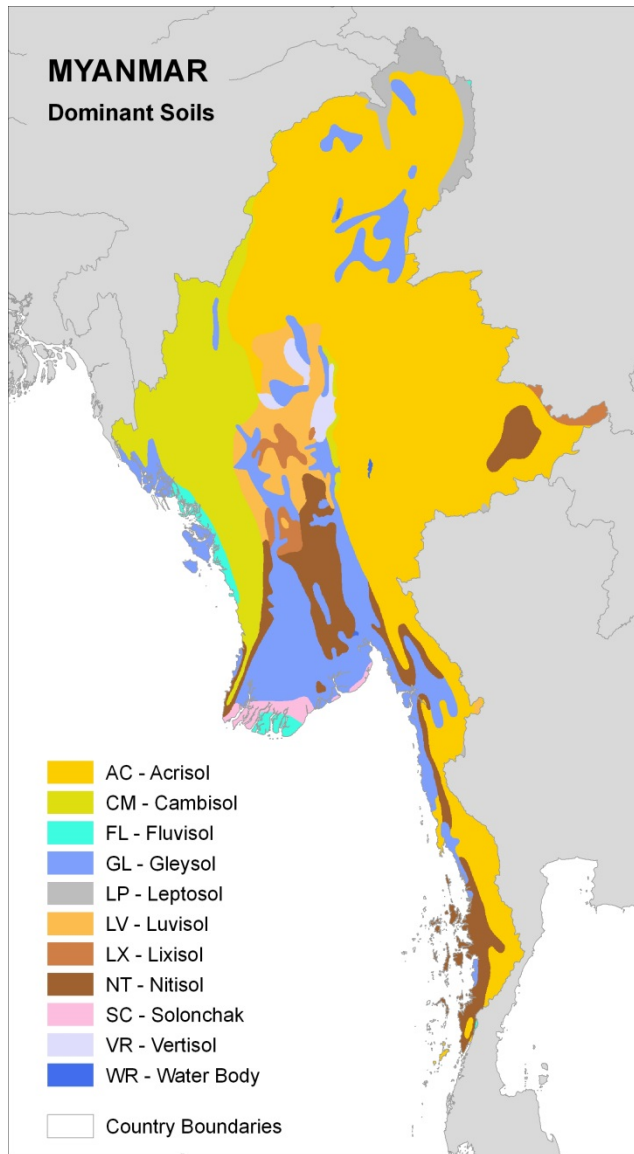 MYANMAR
Dominant Soils
AC - Acrisol
CM - Cambisol
FL - Fluvisol
GL - Gleysol
LP - Leptosol
LV - Luvisol
LX - Lixisol
NT - Nitisol
SC - Solonchak
VR - Vertisol
WR - Water Body
Country Boundaries